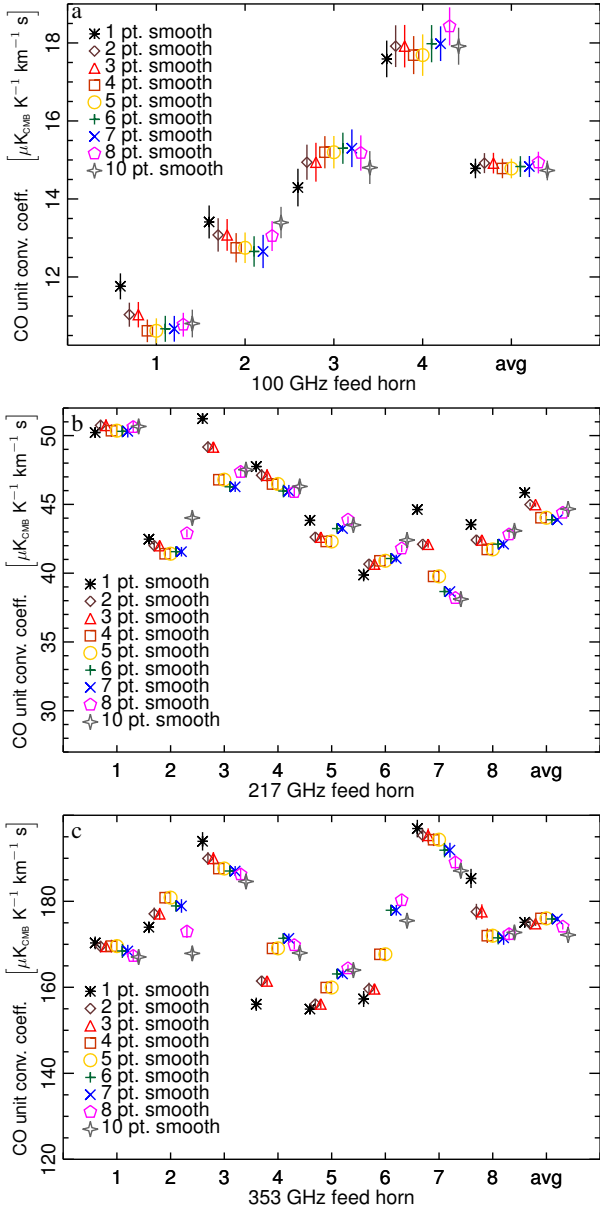 a
CO unit conv. coeff. [μK_CMB K⁻¹ km⁻¹ s]
18
16
14
12
1 pt. smooth
2 pt. smooth
3 pt. smooth
4 pt. smooth
5 pt. smooth
6 pt. smooth
7 pt. smooth
8 pt. smooth
10 pt. smooth
1 2 3 4 avg
100 GHz feed horn
b
CO unit conv. coeff. [μK_CMB K⁻¹ km⁻¹ s]
50
45
40
35
30
1 pt. smooth
2 pt. smooth
3 pt. smooth
4 pt. smooth
5 pt. smooth
6 pt. smooth
7 pt. smooth
8 pt. smooth
10 pt. smooth
1 2 3 4 5 6 7 8 avg
217 GHz feed horn
c
CO unit conv. coeff. [μK_CMB K⁻¹ km⁻¹ s]
180
160
140
120
1 pt. smooth
2 pt. smooth
3 pt. smooth
4 pt. smooth
5 pt. smooth
6 pt. smooth
7 pt. smooth
8 pt. smooth
10 pt. smooth
1 2 3 4 5 6 7 8 avg
353 GHz feed horn